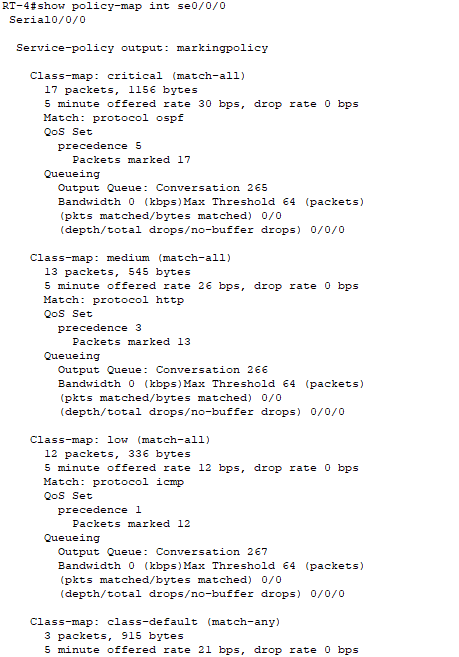 RT-4#show policy-map int se0/0/0
Serial0/0/0
Service-policy output: markingpolicy
Class-map: critical (match-all)
17 packets, 1156 bytes
5 minute offered rate 30 bps, drop rate 0 bps
Match: protocol ospf
QoS Set
precedence 5
Packets marked 17
Queueing
Output Queue: Conversation 265
Bandwidth 0 (kbps)Max Threshold 64 (packets)
(pkts matched/bytes matched) 0/0
(depth/total drops/no-buffer drops) 0/0/0
Class-map: medium (match-all)
13 packets, 545 bytes
5 minute offered rate 26 bps, drop rate 0 bps
Match: protocol http
QoS Set
precedence 3
Packets marked 13
Queueing
Output Queue: Conversation 266
Bandwidth 0 (kbps)Max Threshold 64 (packets)
(pkts matched/bytes matched) 0/0
(depth/total drops/no-buffer drops) 0/0/0
Class-map: low (match-all)
12 packets, 336 bytes
5 minute offered rate 12 bps, drop rate 0 bps
Match: protocol icmp
QoS Set
precedence 1
Packets marked 12
Queueing
Output Queue: Conversation 267
Bandwidth 0 (kbps)Max Threshold 64 (packets)
(pkts matched/bytes matched) 0/0
(depth/total drops/no-buffer drops) 0/0/0
Class-map: class-default (match-any)
3 packets, 915 bytes
5 minute offered rate 21 bps, drop rate 0 bps